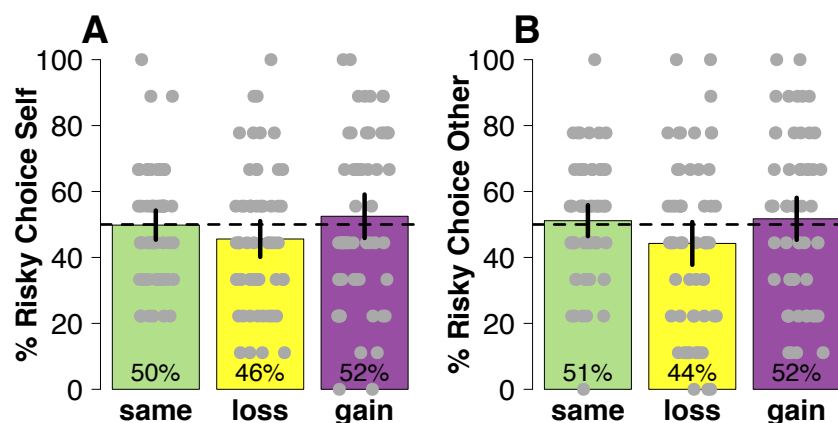 A
% Risky Choice Self
100
80
60
40
20
0
50%
46%
52%
same
loss
gain
B
% Risky Choice Other
100
80
60
40
20
0
51%
44%
52%
same
loss
gain